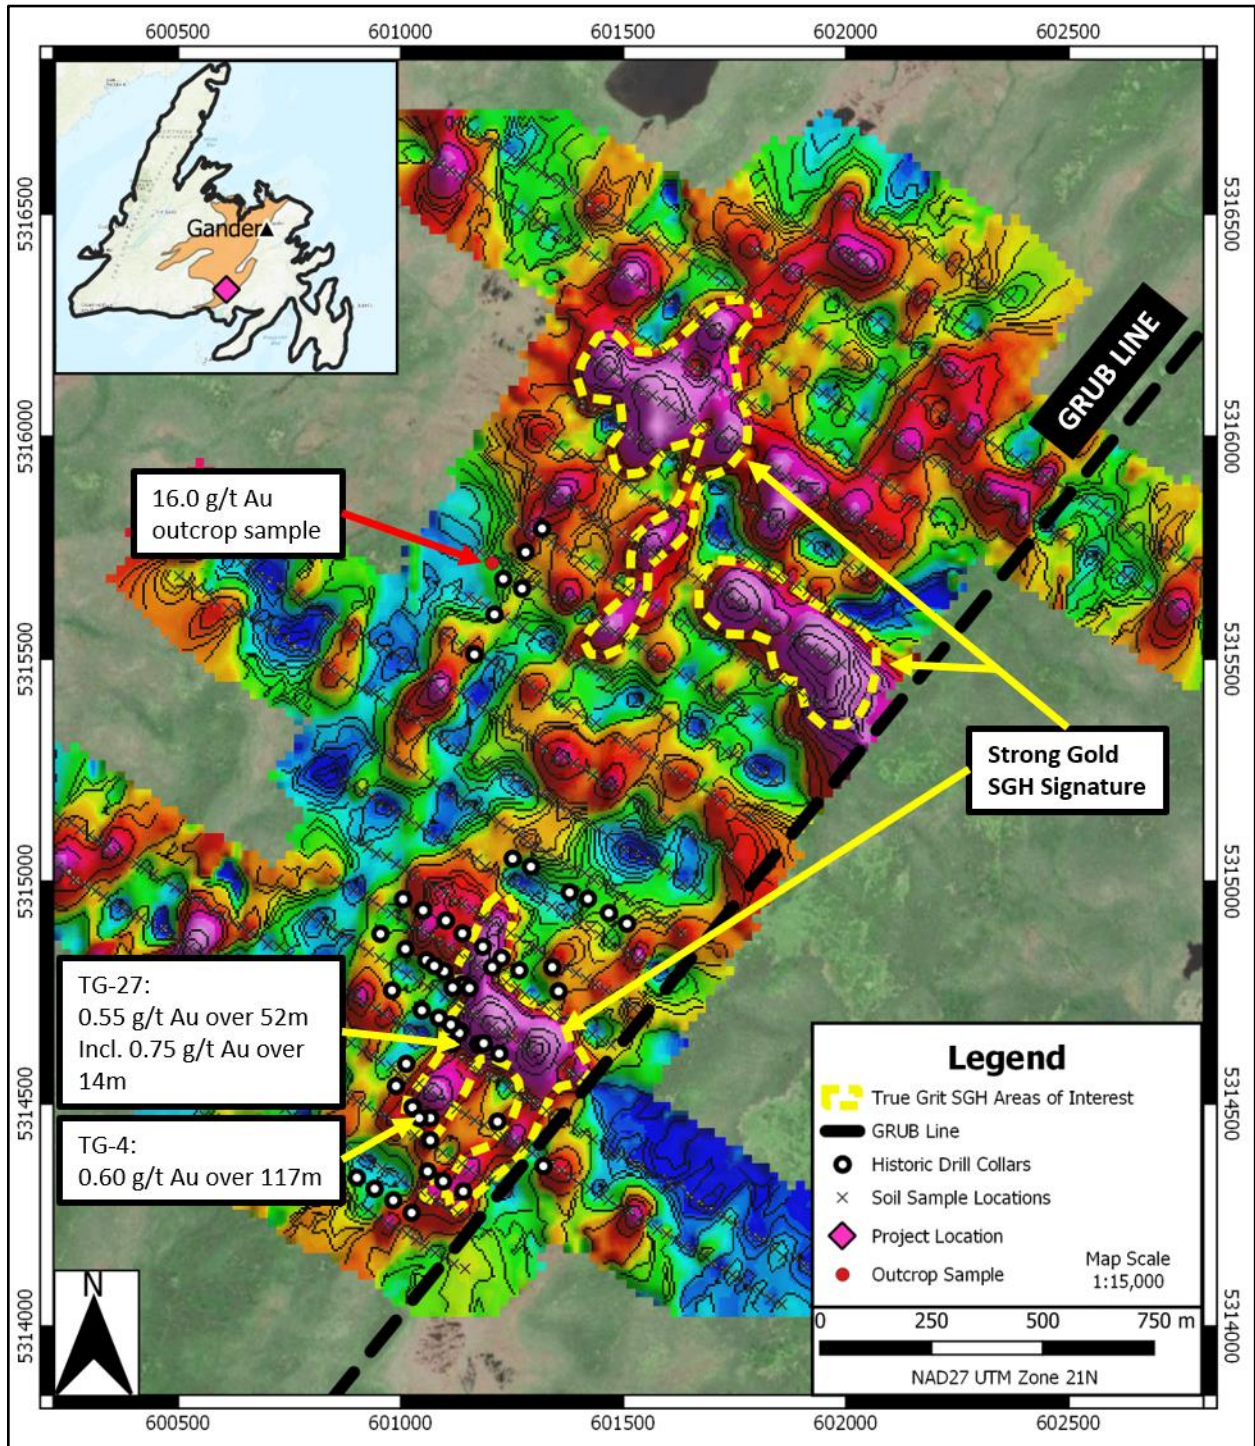 600500 601000 601500 602000 602500
5316500
5316500
Gander
GRUB LINE
5316000
5316000
16.0 g/t Au
outcrop sample
5315500
5315500
Strong Gold
SGH Signature
5315000
5315000
TG-27:
0.55 g/t Au over 52m
Incl. 0.75 g/t Au over
14m
TG-4:
0.60 g/t Au over 117m
5314500
5314500
Legend
True Grit SGH Areas of Interest
GRUB Line
Historic Drill Collars
Soil Sample Locations
Project Location
Outcrop Sample
Map Scale
1:15,000
0 250 500 750 m
NAD27 UTM Zone 21N
N
5314000
5314000
600500 601000 601500 602000 602500